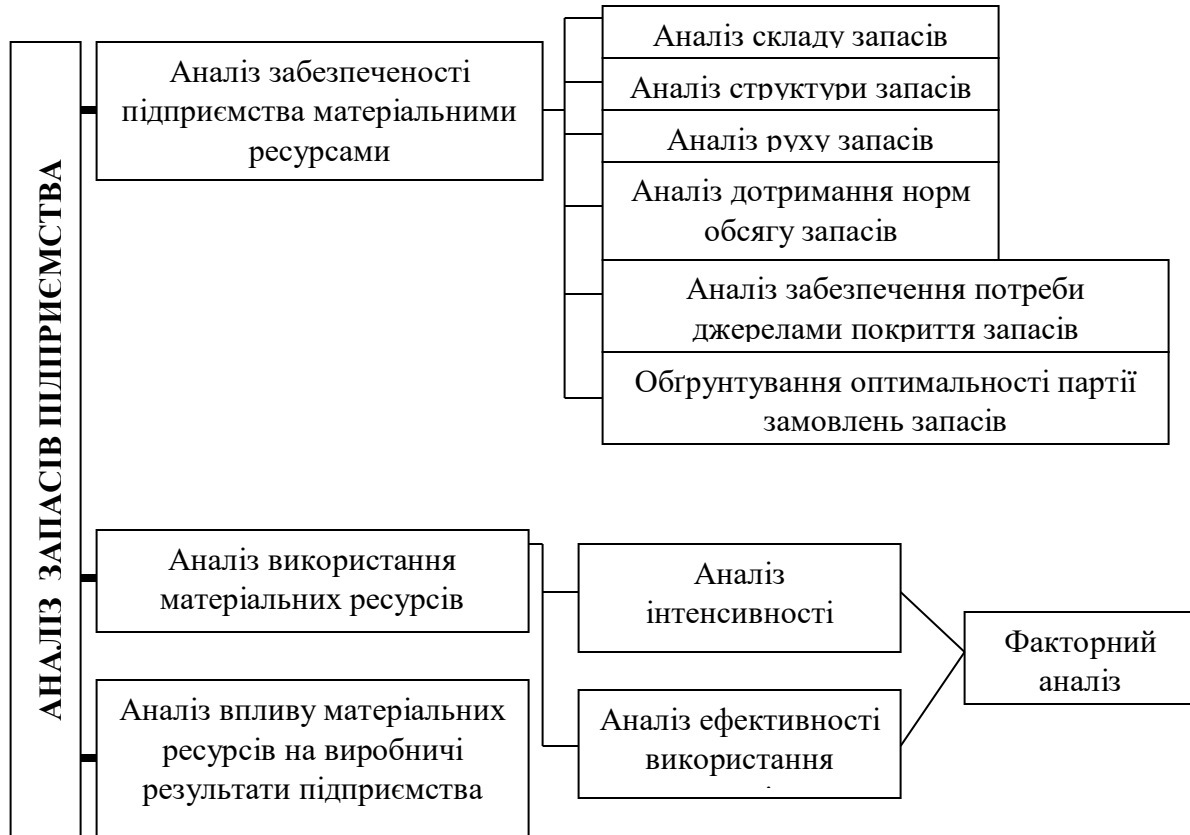 АНАЛІЗ ЗАПАСІВ ПІДПРИЄМСТВА
Аналіз забезпеченості
підприємства матеріальними
ресурсами
Аналіз складу запасів
Аналіз структури запасів
Аналіз руху запасів
Аналіз дотримання норм
обсягу запасів
Аналіз забезпечення потреби
джерелами покриття запасів
Обґрунтування оптимальності партії
замовлень запасів
Аналіз використання
матеріальних ресурсів
Аналіз
інтенсивності
Аналіз ефективності
використання
Факторний
аналіз
Аналіз впливу матеріальних
ресурсів на виробничі
результати підприємства